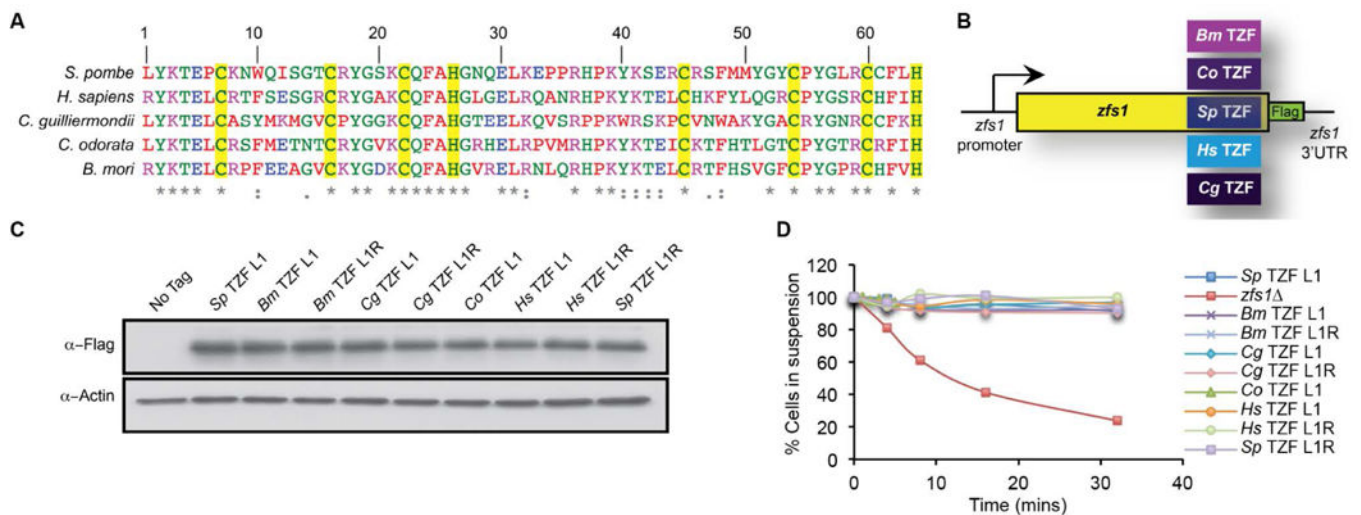 A
1 10 20 30 40 50 60
S. pombe LYKTEPCKNWQISGTCRYGSKCQFAHGNQELKEPPRHPKYKSERCRSFMMYGYCPYGLRCCFLH
H. sapiens RYKTELCRTFSESGRCRYGAKCQFAHGLGELRQANRHPKYKTELCHKFYLQGRCPYGSRCHFIH
C. guilliermondii LYKTELCASYMKMGVCPYGGKCQFAHGTEELKQVSRPPKWRSKPCVNWAKYGACRYGNRCCFKH
C. odorata LYKTELCRSFMETNTCRYGTKCQFAHGRHELRPVMRHPKYKTEICKTFHTLGTCPYGTRCRFIH
B. mori RYKTELCRPFEEAGVCKYGDKCQFAHGVRELRNLQRHPKYKTELCRTFHSVGFCPYGPRCHFVH
**** * : . * ** ******* **: * **::::* .: * * ** ** * *
B
Bm TZF
Co TZF
zfs1 Sp TZF Flag
zfs1
promoter
zfs1
3'UTR
Hs TZF
Cg TZF
C
No Tag
Sp TZF L1
Bm TZF L1
Bm TZF L1R
Cg TZF L1
Cg TZF L1R
Co TZF L1
Hs TZF L1
Hs TZF L1R
Sp TZF L1R
α-Flag
α-Actin
D
% Cells in suspension
120
100
80
60
40
20
0
0 10 20 30 40
Time (mins)
Sp TZF L1
zfs1Δ
Bm TZF L1
Bm TZF L1R
Cg TZF L1
Cg TZF L1R
Co TZF L1
Hs TZF L1
Hs TZF L1R
Sp TZF L1R